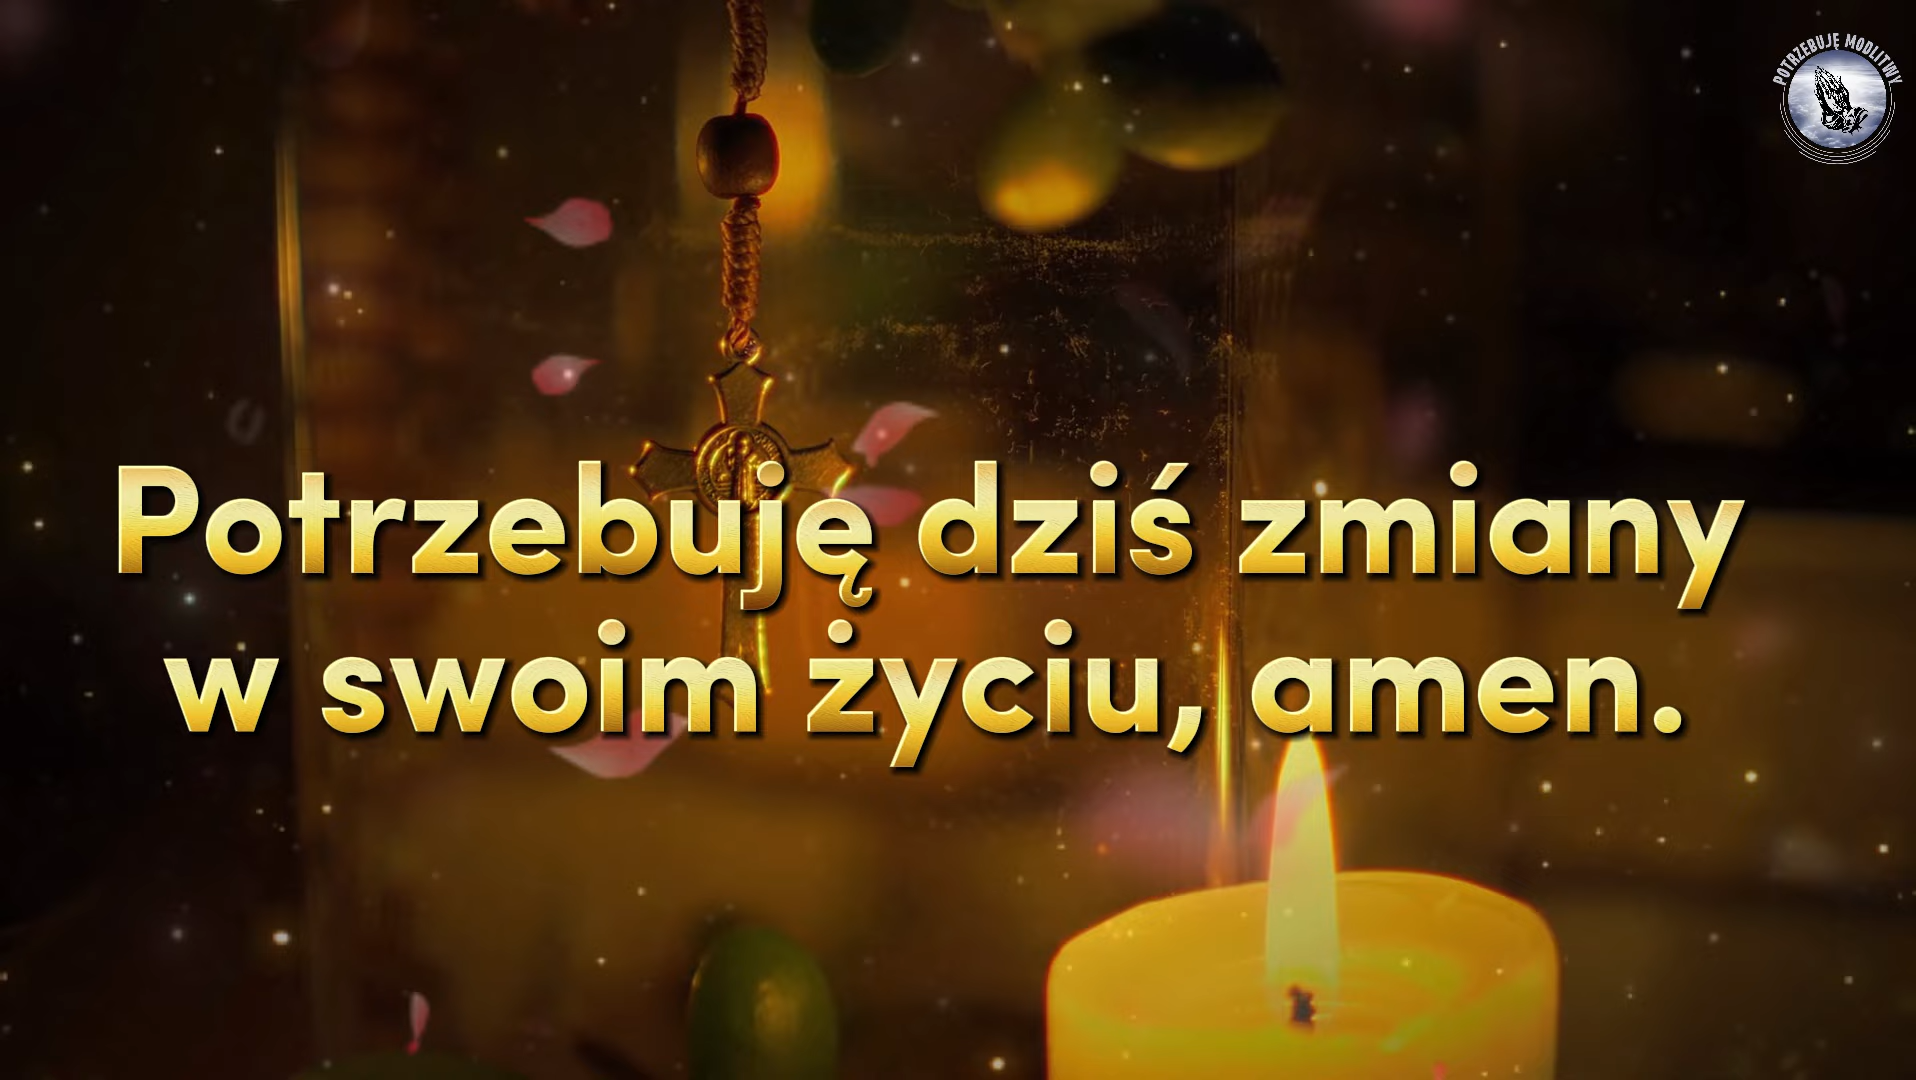 POTRZEBUJĘ MODLITWY
Potrzebuję dziś zmiany
w swoim życiu, amen.